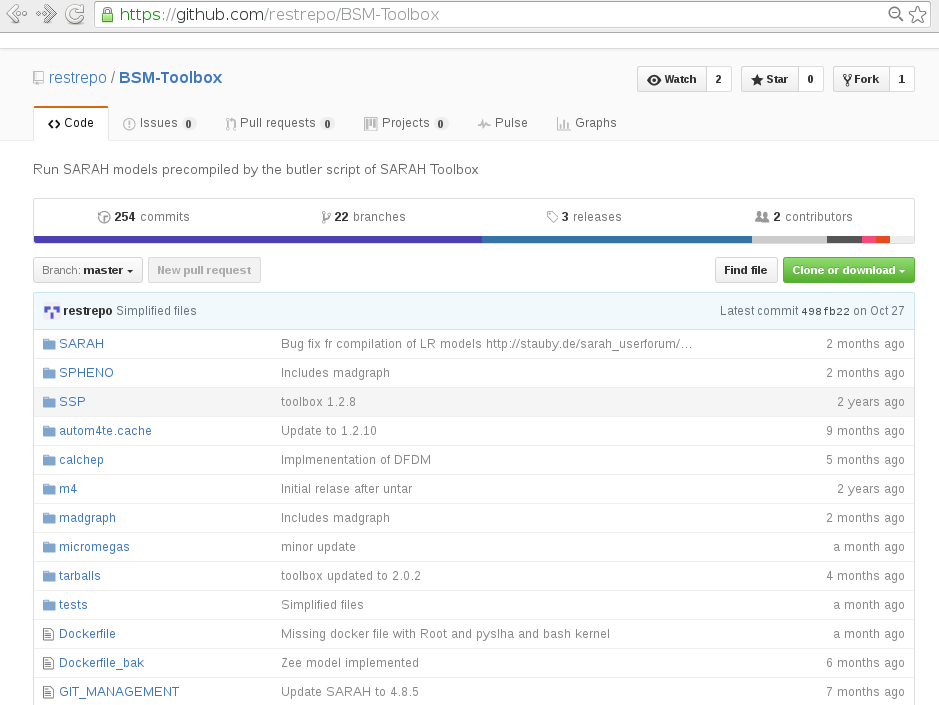 https://github.com/restrepo/BSM-Toolbox
restrepo / BSM-Toolbox
Watch 2 Star 0 Fork 1
Code Issues 0 Pull requests 0 Projects 0 Pulse Graphs
Run SARAH models precompiled by the butler script of SARAH Toolbox
254 commits 22 branches 3 releases 2 contributors
Branch: master New pull request Find file Clone or download
restrepo Simplified files Latest commit 498fb22 on Oct 27
SARAH Bug fix fr compilation of LR models http://stauby.de/sarah_userforum/… 2 months ago
SPHENO Includes madgraph 2 months ago
SSP toolbox 1.2.8 2 years ago
autom4te.cache Update to 1.2.10 9 months ago
calchep Implmenentation of DFDM 5 months ago
m4 Initial relase after untar 2 years ago
madgraph Includes madgraph 2 months ago
micromegas minor update a month ago
tarballs toolbox updated to 2.0.2 4 months ago
tests Simplified files a month ago
Dockerfile Missing docker file with Root and pyslha and bash kernel a month ago
Dockerfile_bak Zee model implemented 6 months ago
GIT_MANAGEMENT Update SARAH to 4.8.5 7 months ago